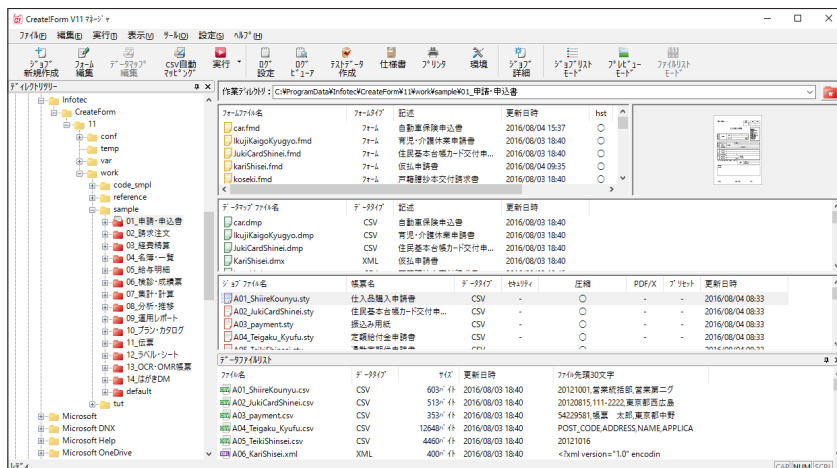 Create!Form V11 ﾏﾈｰｼﾞｬ
ﾌｧｲﾙ(F) 編集(E) 実行(R) 表示(V) ﾂｰﾙ(O) 設定(S) ﾍﾙﾌﾟ(H)
ｼﾞｮﾌﾞ 新規作成
ﾌｫｰﾑ 編集
ﾃﾞｰﾀﾏｯﾌﾟ 編集
CSV自動 ﾏｯﾋﾟﾝｸﾞ
実行
ﾛｸﾞ 設定
ﾛｸﾞ ﾋﾞｭｰｱ
ﾃｽﾄﾃﾞｰﾀ 作成
仕様書
ﾌﾟﾘﾝﾀ
環境
ｼﾞｮﾌﾞ 詳細
ｼﾞｮﾌﾞﾘｽﾄ ﾓｰﾄﾞ
ﾌﾟﾚﾋﾞｭｰ ﾓｰﾄﾞ
ﾌｧｲﾙﾘｽﾄ ﾓｰﾄﾞ
ﾃﾞｨﾚｸﾄﾘﾂﾘｰ
Infotec
CreateForm
11
conf
temp
var
work
code_smpl
reference
sample
01_申請・申込書
02_請求注文
03_経費精算
04_名簿・一覧
05_給与明細
06_検診・成績票
07_集計・計算
08_分析・推移
09_運用レポート
10_プラン・カタログ
11_伝票
12_ラベル・シート
13_OCR・OMR帳票
14_はがきDM
default
tut
Microsoft
Microsoft DNX
Microsoft Help
Microsoft OneDrive
作業ﾃﾞｨﾚｸﾄﾘ : C:¥ProgramData¥Infotec¥CreateForm¥11¥work¥sample¥01_申請・申込書
ﾌｫｰﾑﾌｧｲﾙ名 ﾌｫｰﾑﾀｲﾌﾟ 記述 更新日時 hst
car.fmd ﾌｫｰﾑ 自動車保険申込書 2016/08/04 15:37 ○
IkujiKaigoKyugyo.fmd ﾌｫｰﾑ 育児・介護休業申請書 2016/08/03 18:40 ○
JukiCardShinei.fmd ﾌｫｰﾑ 住民基本台帳カード交付申... 2016/08/03 18:40 ○
kariShisei.fmd ﾌｫｰﾑ 仮払申請書 2016/08/04 09:35 ○
koseki.fmd ﾌｫｰﾑ 戸籍謄抄本交付請求書 2016/08/03 18:40 ○
ﾃﾞｰﾀﾏｯﾌﾟﾌｧｲﾙ名 ﾃﾞｰﾀﾀｲﾌﾟ 記述 更新日時
car.dmp CSV 自動車保険申込書 2016/08/03 18:40
IkujiKaigoKyugyo.dmp CSV 育児・介護休業申請書 2016/08/03 18:40
JukiCardShinei.dmp CSV 住民基本台帳カード交付申... 2016/08/03 18:40
KariShisei.dmx XML 仮払申請書 2016/08/03 18:40
ｼﾞｮﾌﾞﾌｧｲﾙ名 帳票名 ﾃﾞｰﾀﾀｲﾌﾟ ｾｷｭﾘﾃｨ 圧縮 PDF/X ﾌﾟﾘｾｯﾄ 更新日時
A01_ShiireKounyu.sty 仕入品購入申請書 CSV - ○ - - 2016/08/04 08:33
A02_JukiCardShinei.sty 住民基本台帳カード交付申... CSV - ○ - - 2016/08/04 08:33
A03_payment.sty 振込み用紙 CSV - ○ - - 2016/08/04 08:33
A04_Teigaku_Kyufu.sty 定額給付金申請書 CSV - ○ - - 2016/08/04 08:33
ﾃﾞｰﾀﾌｧｲﾙﾘｽﾄ
ﾌｧｲﾙ名 ﾃﾞｰﾀﾀｲﾌﾟ ｻｲｽﾞ 更新日時 ﾌｧｲﾙ先頭30文字
A01_ShiireKounyu.csv CSV 603ﾊﾞｲﾄ 2016/08/03 18:40 20121001,営業統括部,営業第二グ
A02_JukiCardShinei.csv CSV 513ﾊﾞｲﾄ 2016/08/03 18:40 20120815,111-2222,東京都西広島
A03_payment.csv CSV 353ﾊﾞｲﾄ 2016/08/03 18:40 54229581,帳票 太郎,東京都中野
A04_Teigaku_Kyufu.csv CSV 12648ﾊﾞｲﾄ 2016/08/03 18:40 POST_CODE,ADDRESS,NAME,APPLICA
A05_TeikiShinsei.csv CSV 4460ﾊﾞｲﾄ 2016/08/03 18:40 20121016
A06_KariShisei.xml XML 400ﾊﾞｲﾄ 2016/08/03 18:40 <?xml version="1.0" encodin
ﾚﾃﾞｨ
CAP NUM SCRL